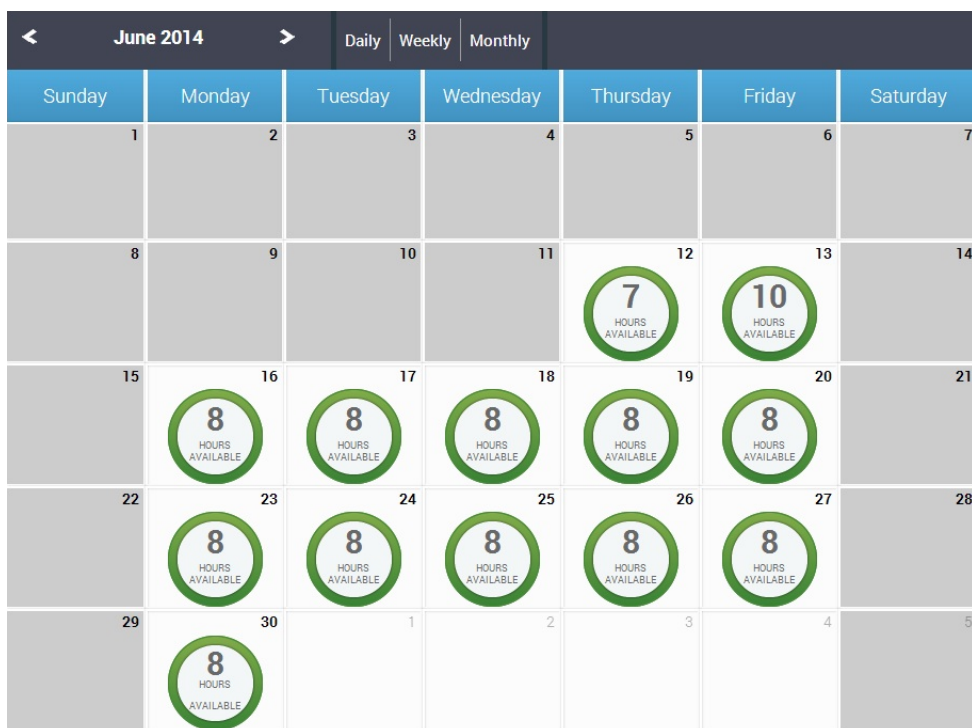 < June 2014 > Daily Weekly Monthly
Sunday Monday Tuesday Wednesday Thursday Friday Saturday
1 2 3 4 5 6 7
8 9 10 11 12 13 14
7 10
HOURS HOURS
AVAILABLE AVAILABLE
15 16 17 18 19 20 21
8 8 8 8 8
HOURS HOURS HOURS HOURS HOURS
AVAILABLE AVAILABLE AVAILABLE AVAILABLE AVAILABLE
22 23 24 25 26 27 28
8 8 8 8 8
HOURS HOURS HOURS HOURS HOURS
AVAILABLE AVAILABLE AVAILABLE AVAILABLE AVAILABLE
29 30 1 2 3 4 5
8
HOURS
AVAILABLE